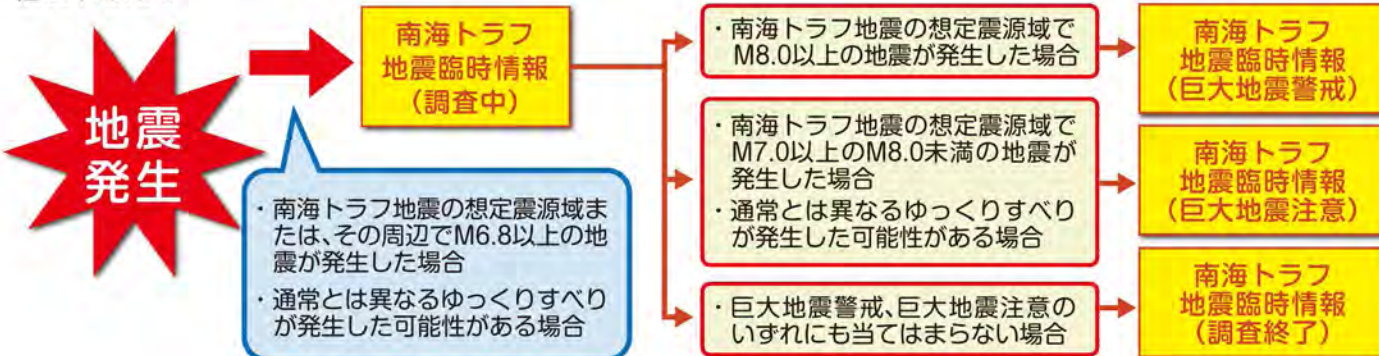 地震
発生
南海トラフ
地震臨時情報
（調査中）
・南海トラフ地震の想定震源域ま
たは、その周辺でM6.8以上の地
震が発生した場合
・通常とは異なるゆっくりすべり
が発生した可能性がある場合
・南海トラフ地震の想定震源域で
M8.0以上の地震が発生した場合
南海トラフ
地震臨時情報
（巨大地震警戒）
・南海トラフ地震の想定震源域で
M7.0以上のM8.0未満の地震が
発生した場合
・通常とは異なるゆっくりすべり
が発生した可能性がある場合
南海トラフ
地震臨時情報
（巨大地震注意）
・巨大地震警戒、巨大地震注意の
いずれにも当てはまらない場合
南海トラフ
地震臨時情報
（調査終了）